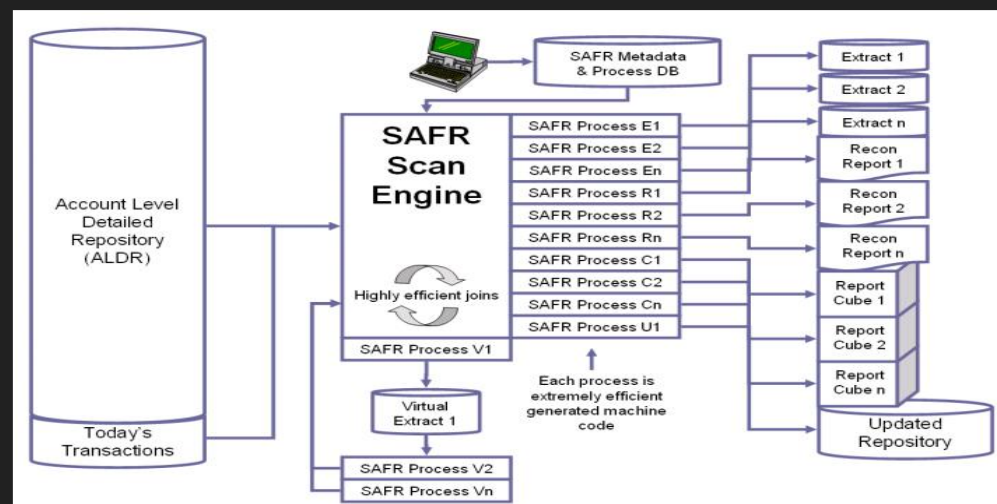 Account Level
Detailed
Repository
(ALDR)
Today's
Transactions
SAFR Metadata
& Process DB
SAFR
Scan
Engine
Highly efficient joins
SAFR Process V1
Virtual
Extract 1
SAFR Process V2
SAFR Process Vn
SAFR Process E1
SAFR Process E2
SAFR Process En
SAFR Process R1
SAFR Process R2
SAFR Process Rn
SAFR Process C1
SAFR Process C2
SAFR Process Cn
SAFR Process U1
Each process is
extremely efficient
generated machine
code
Extract 1
Extract 2
Extract n
Recon
Report 1
Recon
Report 2
Recon
Report n
Report
Cube 1
Report
Cube 2
Report
Cube n
Updated
Repository